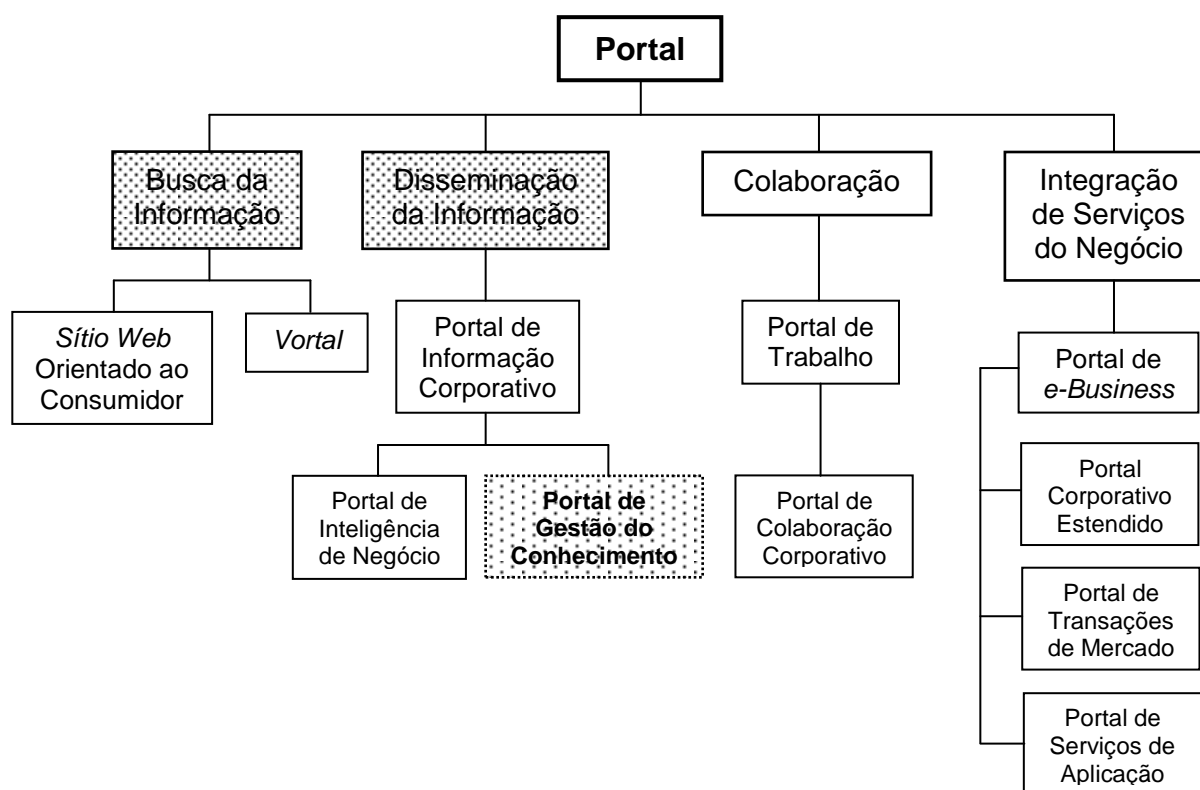 Portal
Busca da
Informação
Disseminação
da Informação
Colaboração
Integração
de Serviços
do Negócio
Sítio Web
Orientado ao
Consumidor
Vortal
Portal de
Informação
Corporativo
Portal de
Trabalho
Portal de
e-Business
Portal de
Inteligência
de Negócio
Portal de
Gestão do
Conhecimento
Portal de
Colaboração
Corporativo
Portal
Corporativo
Estendido
Portal de
Transações
de Mercado
Portal de
Serviços de
Aplicação